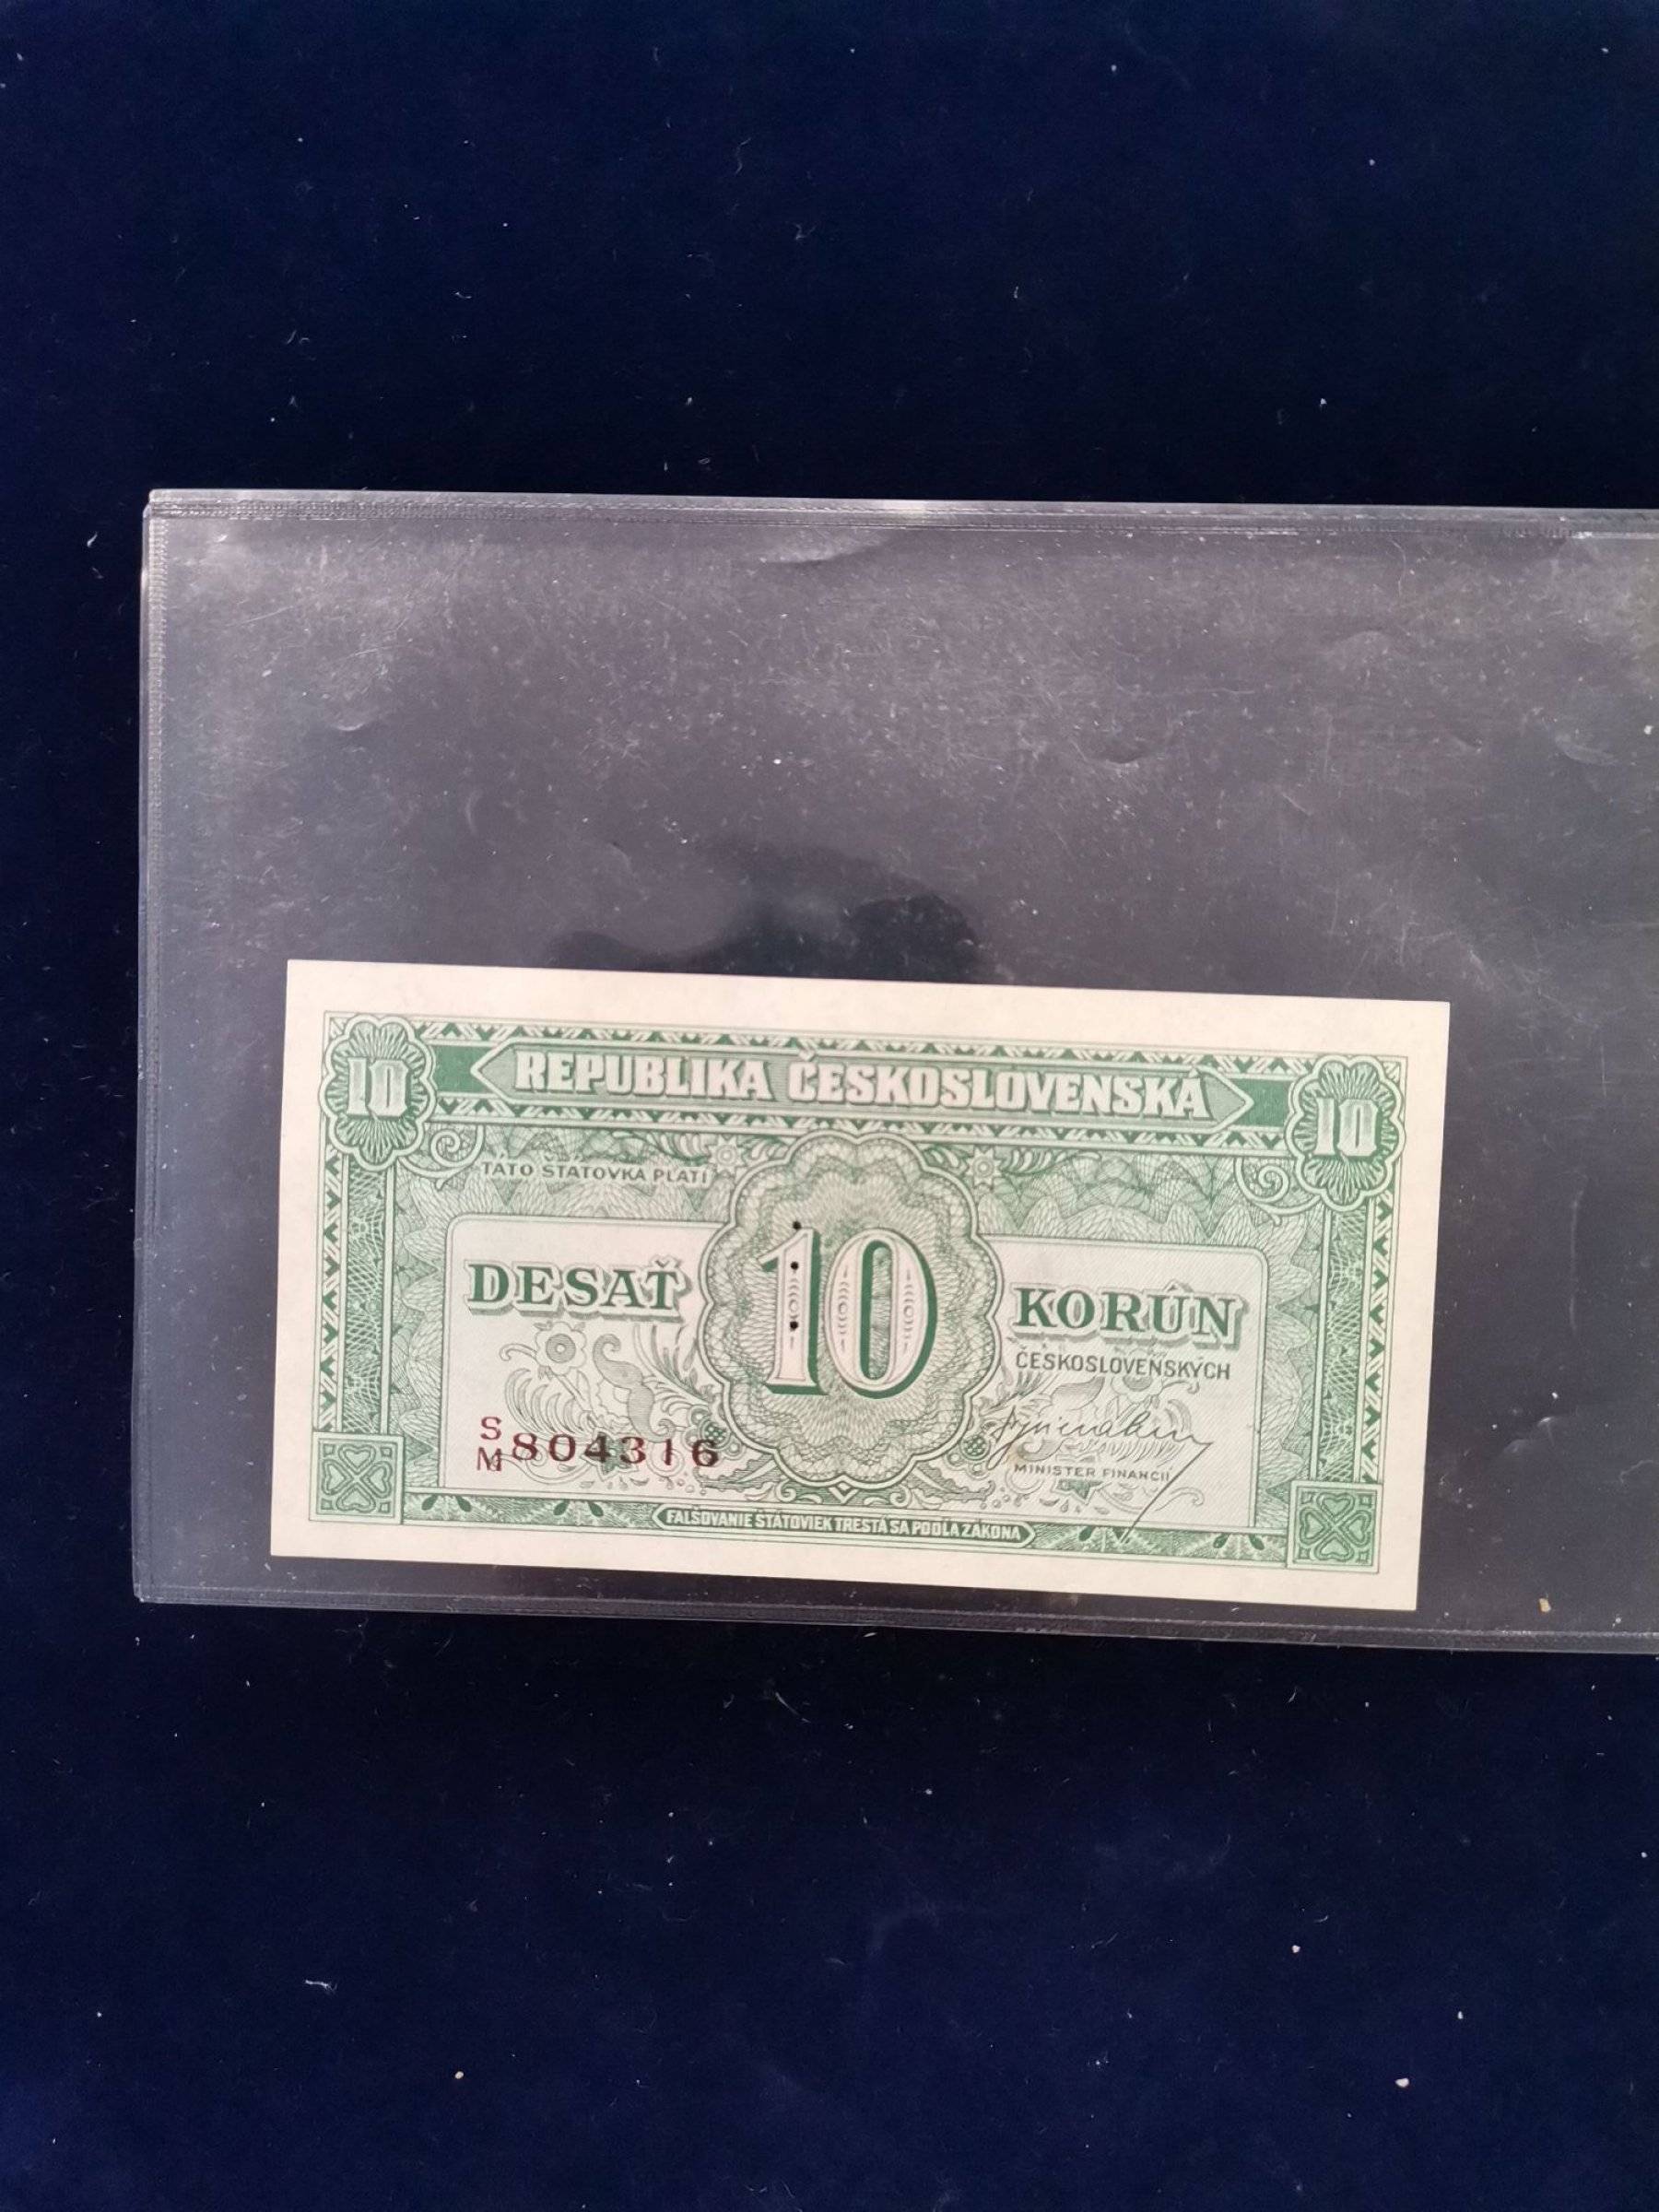 10 REPUBLIKA ČESKOSLOVENSKÁ 10
TÁTO ŠTÁTOVKA PLATÍ
DESAŤ 10 KORÚN
ČESKOSLOVENSKÝCH
S
M 804316
MINISTER FINANCIÍ
FALŠOVANIE ŠTÁTOVIEK TRESTÁ SA PODĽA ZÁKONA